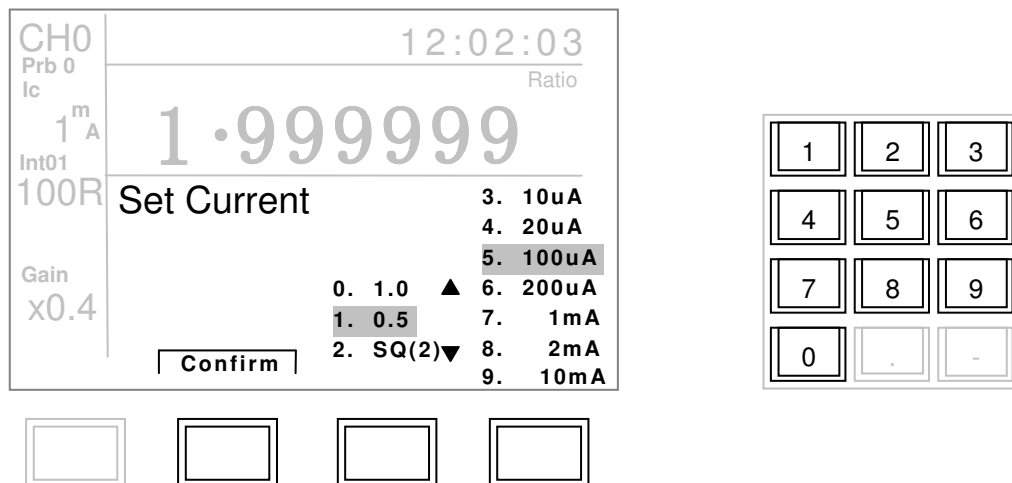 CH0
12:02:03
Prb 0
Ic
Ratio
1 mA
1.999999
Int01
100R
Set Current
3. 10uA
4. 20uA
5. 100uA
Gain
x0.4
0. 1.0 ▲
6. 200uA
1. 0.5
7. 1mA
2. SQ(2)▼
8. 2mA
Confirm
9. 10mA
1 2 3
4 5 6
7 8 9
0 . -